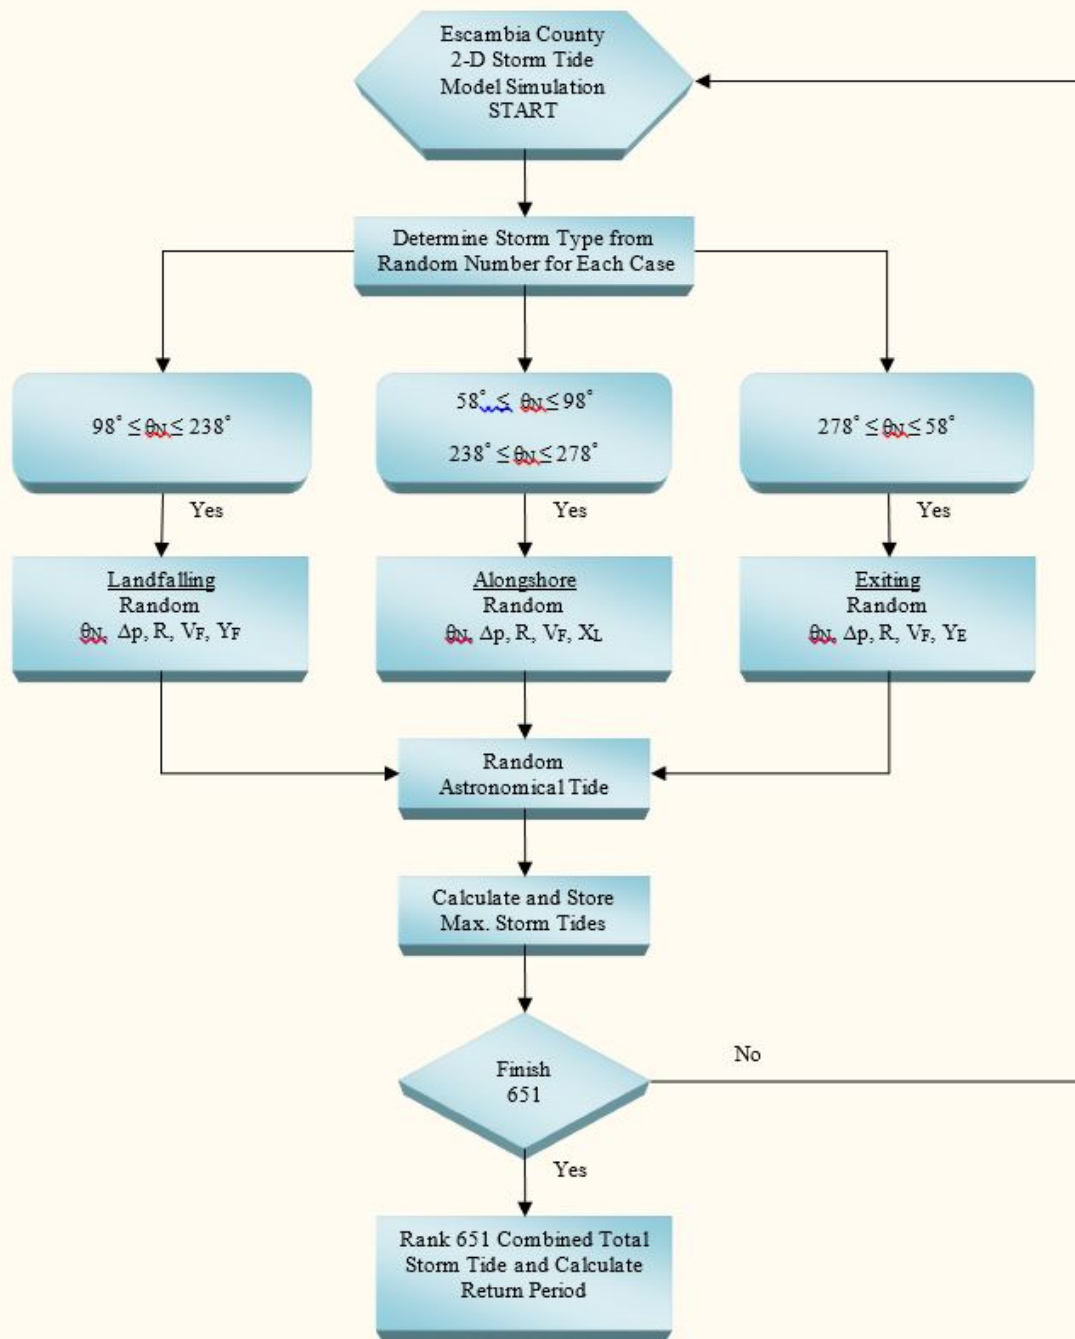 Escambia County
2-D Storm Tide
Model Simulation
START
Determine Storm Type from
Random Number for Each Case
98° ≤ θN ≤ 238°
58° ≤ θN ≤ 98°
238° ≤ θN ≤ 278°
278° ≤ θN ≤ 58°
Yes
Yes
Yes
Landfalling
Random
θN, Δp, R, VF, YF
Alongshore
Random
θN, Δp, R, VF, XL
Exiting
Random
θN, Δp, R, VF, YE
Random
Astronomical Tide
Calculate and Store
Max. Storm Tides
Finish
651
No
Yes
Rank 651 Combined Total
Storm Tide and Calculate
Return Period